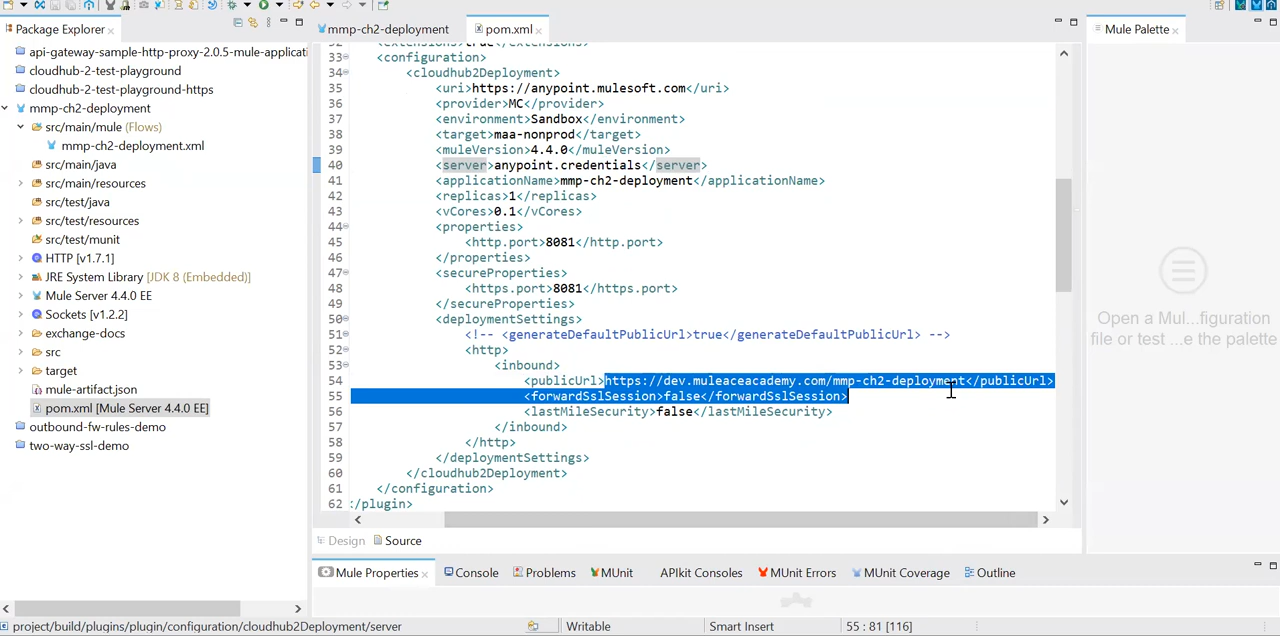 Package Explorer
api-gateway-sample-http-proxy-2.0.5-mule-applicati
cloudhub-2-test-playground
cloudhub-2-test-playground-https
mmp-ch2-deployment
src/main/mule (Flows)
mmp-ch2-deployment.xml
src/main/java
src/main/resources
src/test/java
src/test/resources
src/test/munit
HTTP [v1.7.1]
JRE System Library [JDK 8 (Embedded)]
Mule Server 4.4.0 EE
Sockets [v1.2.2]
exchange-docs
src
target
mule-artifact.json
pom.xml [Mule Server 4.4.0 EE]
outbound-fw-rules-demo
two-way-ssl-demo
mmp-ch2-deployment
pom.xml
32 <extensions>true</extensions>
33 <configuration>
34 <cloudhub2Deployment>
35 <uri>https://anypoint.mulesoft.com</uri>
36 <provider>MC</provider>
37 <environment>Sandbox</environment>
38 <target>maa-nonprod</target>
39 <muleVersion>4.4.0</muleVersion>
40 <server>anypoint.credentials</server>
41 <applicationName>mmp-ch2-deployment</applicationName>
42 <replicas>1</replicas>
43 <vCores>0.1</vCores>
44 <properties>
45 <http.port>8081</http.port>
46 </properties>
47 <secureProperties>
48 <https.port>8081</https.port>
49 </secureProperties>
50 <deploymentSettings>
51 <!-- <generateDefaultPublicUrl>true</generateDefaultPublicUrl> -->
52 <http>
53 <inbound>
54 <publicUrl>https://dev.muleaceacademy.com/mmp-ch2-deployment</publicUrl>
55 <forwardSslSession>false</forwardSslSession>
56 <lastMileSecurity>false</lastMileSecurity>
57 </inbound>
58 </http>
59 </deploymentSettings>
60 </cloudhub2Deployment>
61 </configuration>
62 </plugin>
Design Source
Mule Palette
Open a Mul...figuration
file or test ...e the palette
Mule Properties Console Problems MUnit APIkit Consoles MUnit Errors MUnit Coverage Outline
project/build/plugins/plugin/configuration/cloudhub2Deployment/server Writable Smart Insert 55 : 81 [116]